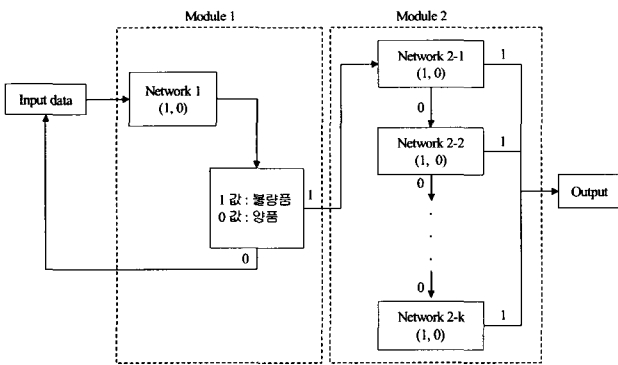 Module 1
Module 2
Input data
Network 1
(1, 0)
1 값 : 불량품
0 값 : 양품
1
0
Network 2-1
(1, 0)
1
0
Network 2-2
(1, 0)
1
0
.
.
.
0
Network 2-k
(1, 0)
1
Output